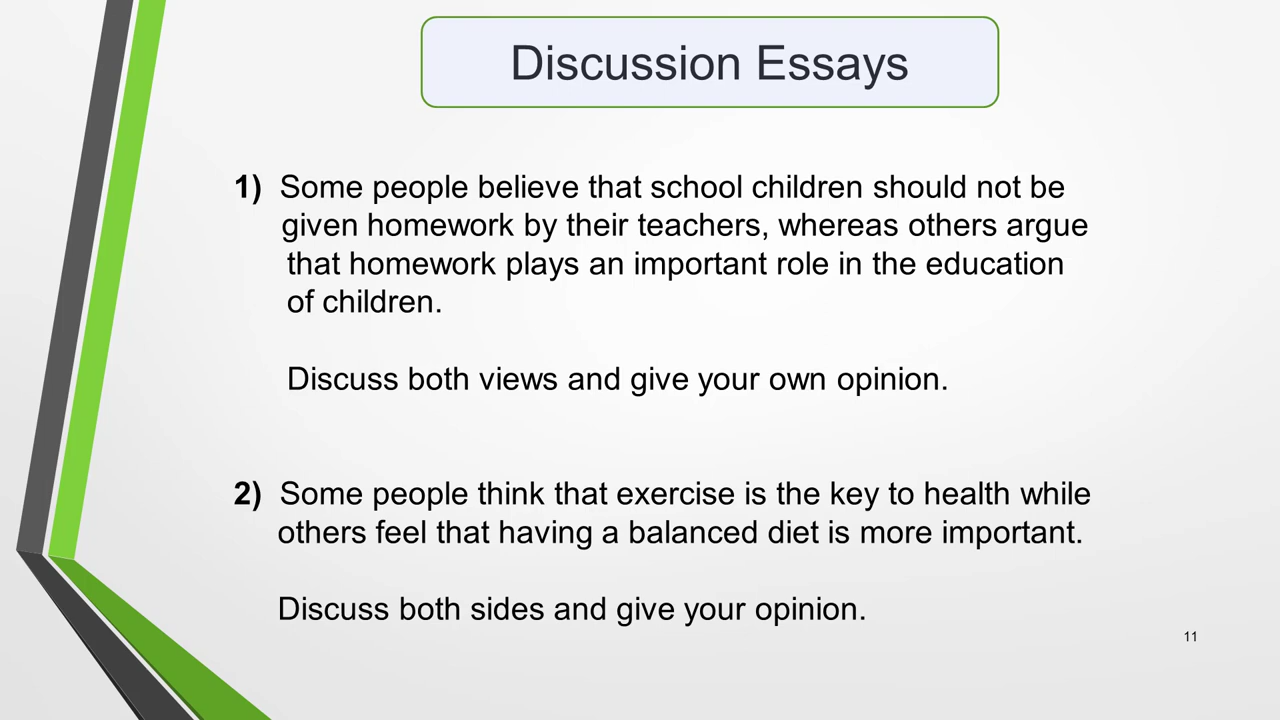 Discussion Essays
1) Some people believe that school children should not be
given homework by their teachers, whereas others argue
that homework plays an important role in the education
of children.
Discuss both views and give your own opinion.
2) Some people think that exercise is the key to health while
others feel that having a balanced diet is more important.
Discuss both sides and give your opinion.
11